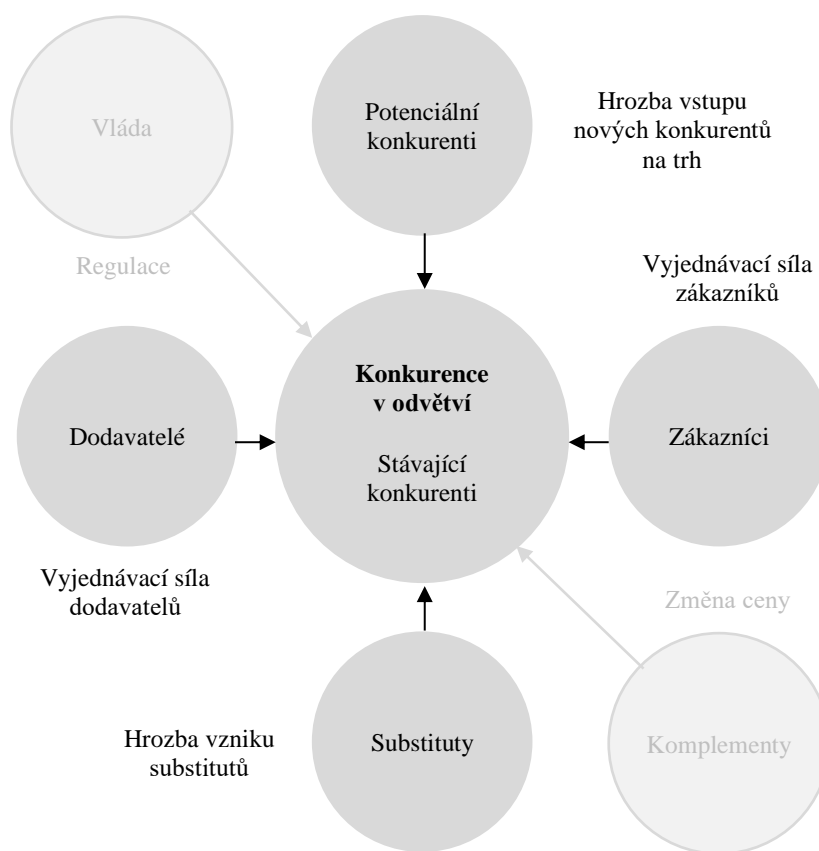 Vláda
Potenciální
konkurenti
Hrozba vstupu
nových konkurentů
na trh
Regulace
Vyjednávací síla
zákazníků
Konkurence
v odvětví
Stávající
konkurenti
Dodavatelé
Zákazníci
Vyjednávací síla
dodavatelů
Změna ceny
Hrozba vzniku
substitutů
Substituty
Komplementy